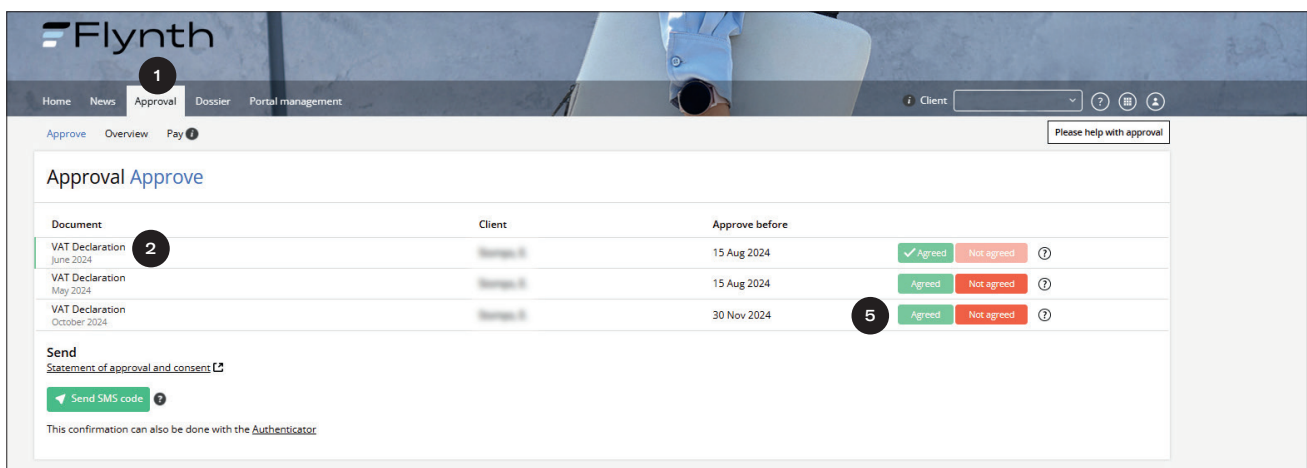 Flynth
1
Home News Approval Dossier Portal management i Client ?
Approve Overview Pay i Please help with approval
Approval Approve
Document Client Approve before
VAT Declaration 2 15 Aug 2024 Agreed Not agreed ?
June 2024
VAT Declaration 15 Aug 2024 Agreed Not agreed ?
May 2024
VAT Declaration 30 Nov 2024 5 Agreed Not agreed ?
October 2024
Send
Statement of approval and consent
Send SMS code ?
This confirmation can also be done with the Authenticator